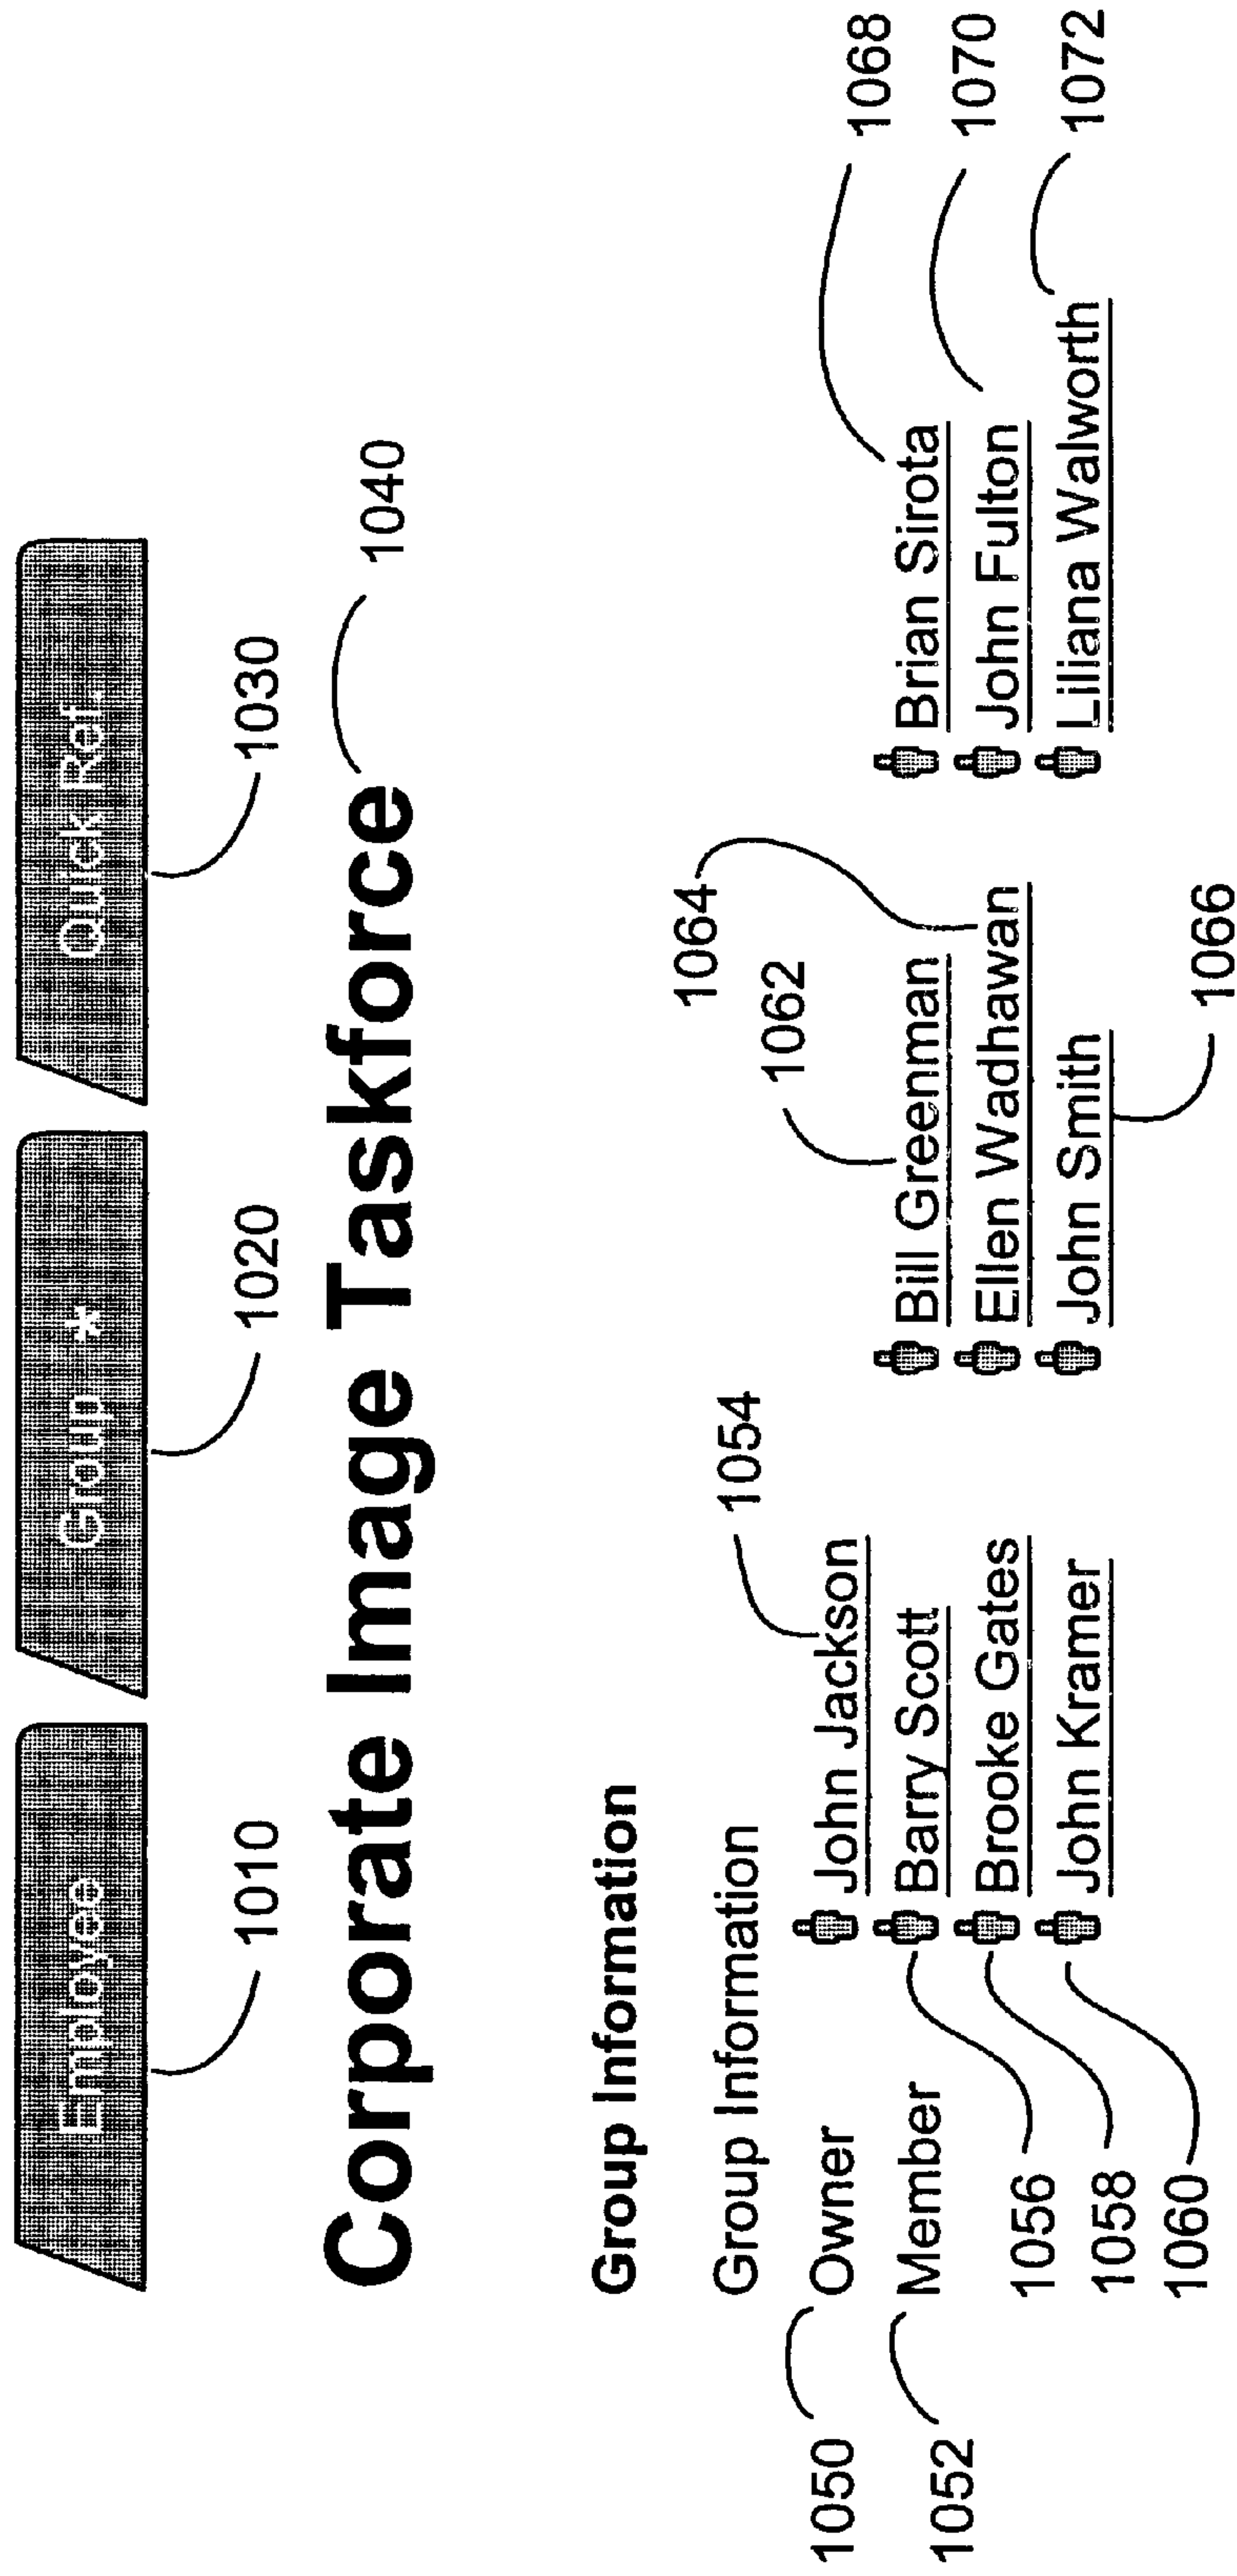 Employee Group * Quick Ref.
1010 1020 1030
Corporate Image Taskforce 1040
Group Information
1064
Group Information 1054 1062
1050 Owner John Jackson 1068
Member Barry Scott Bill Greenman Brian Sirota
1052 Brooke Gates Ellen Wadhawan John Fulton 1070
1056 John Kramer John Smith Liliana Walworth 1072
1058
1060 1066